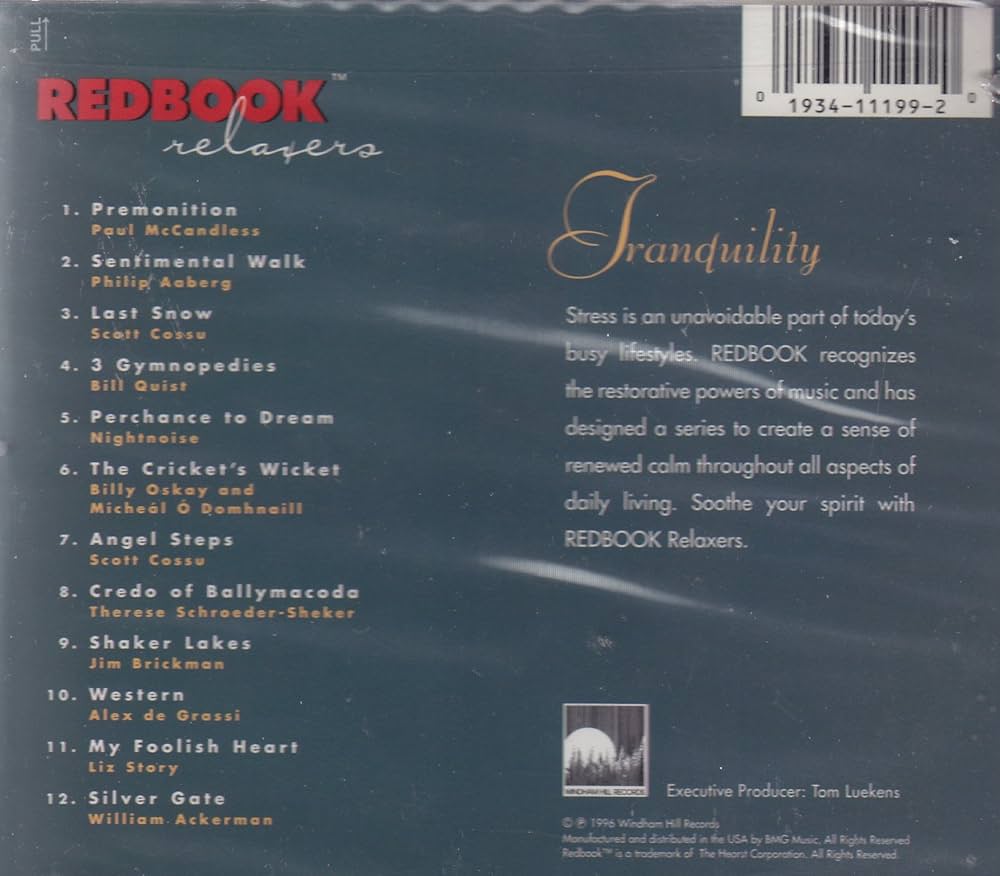 PULL
REDBOOK™
relaxers
1. Premonition
Paul McCandless
2. Sentimental Walk
Philip Aaberg
3. Last Snow
Scott Cossu
4. 3 Gymnopedies
Bill Quist
5. Perchance to Dream
Nightnoise
6. The Cricket's Wicket
Billy Oskay and
Micheál Ó Domhnaill
7. Angel Steps
Scott Cossu
8. Credo of Ballymacoda
Therese Schroeder-Sheker
9. Shaker Lakes
Jim Brickman
10. Western
Alex de Grassi
11. My Foolish Heart
Liz Story
12. Silver Gate
William Ackerman
0 1934-11199-2 0
Tranquility
Stress is an unavoidable part of today's
busy lifestyles. REDBOOK recognizes
the restorative powers of music and has
designed a series to create a sense of
renewed calm throughout all aspects of
daily living. Soothe your spirit with
REDBOOK Relaxers.
WINDHAM HILL RECORDS
Executive Producer: Tom Luekens
© ℗ 1996 Windham Hill Records
Manufactured and distributed in the USA by BMG Music. All Rights Reserved
Redbook™ is a trademark of The Hearst Corporation. All Rights Reserved.